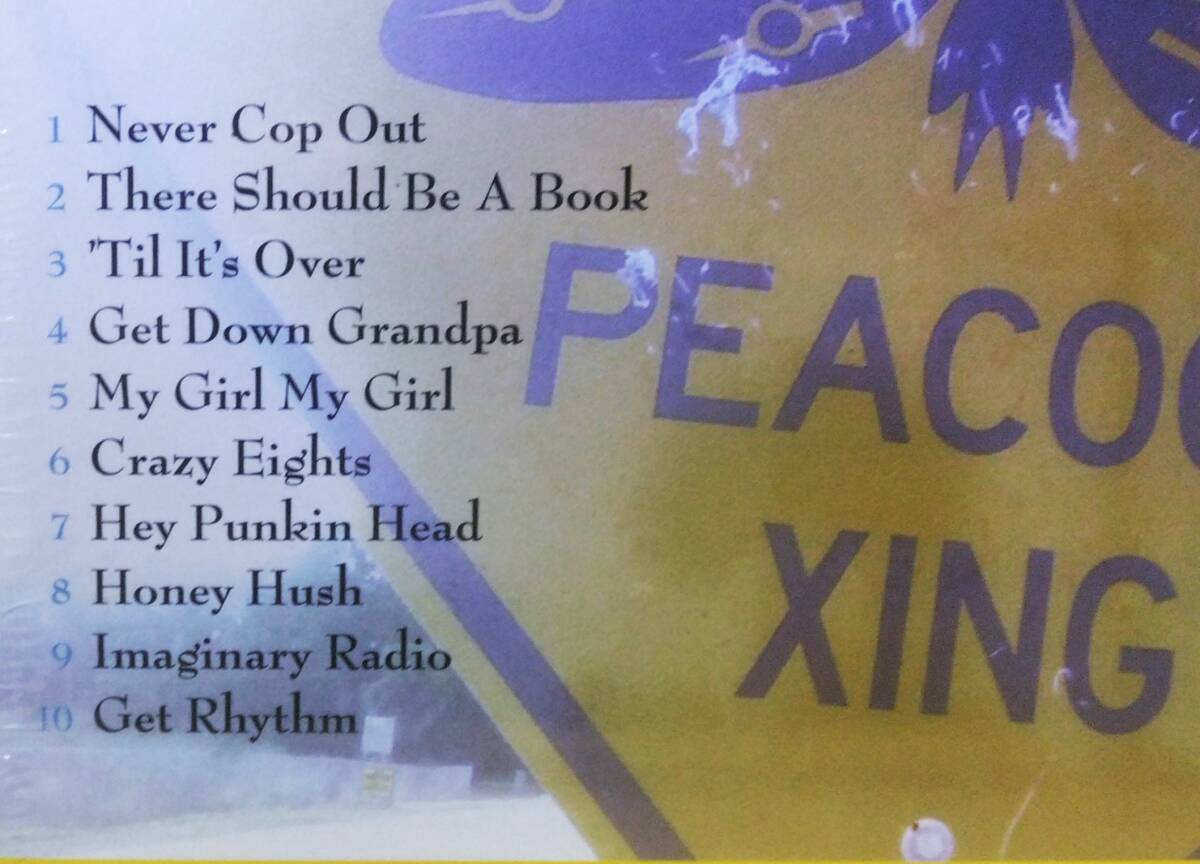 1 Never Cop Out
2 There Should Be A Book
3 'Til It's Over
4 Get Down Grandpa
5 My Girl My Girl
6 Crazy Eights
7 Hey Punkin Head
8 Honey Hush
9 Imaginary Radio
10 Get Rhythm
PEACOC
XING